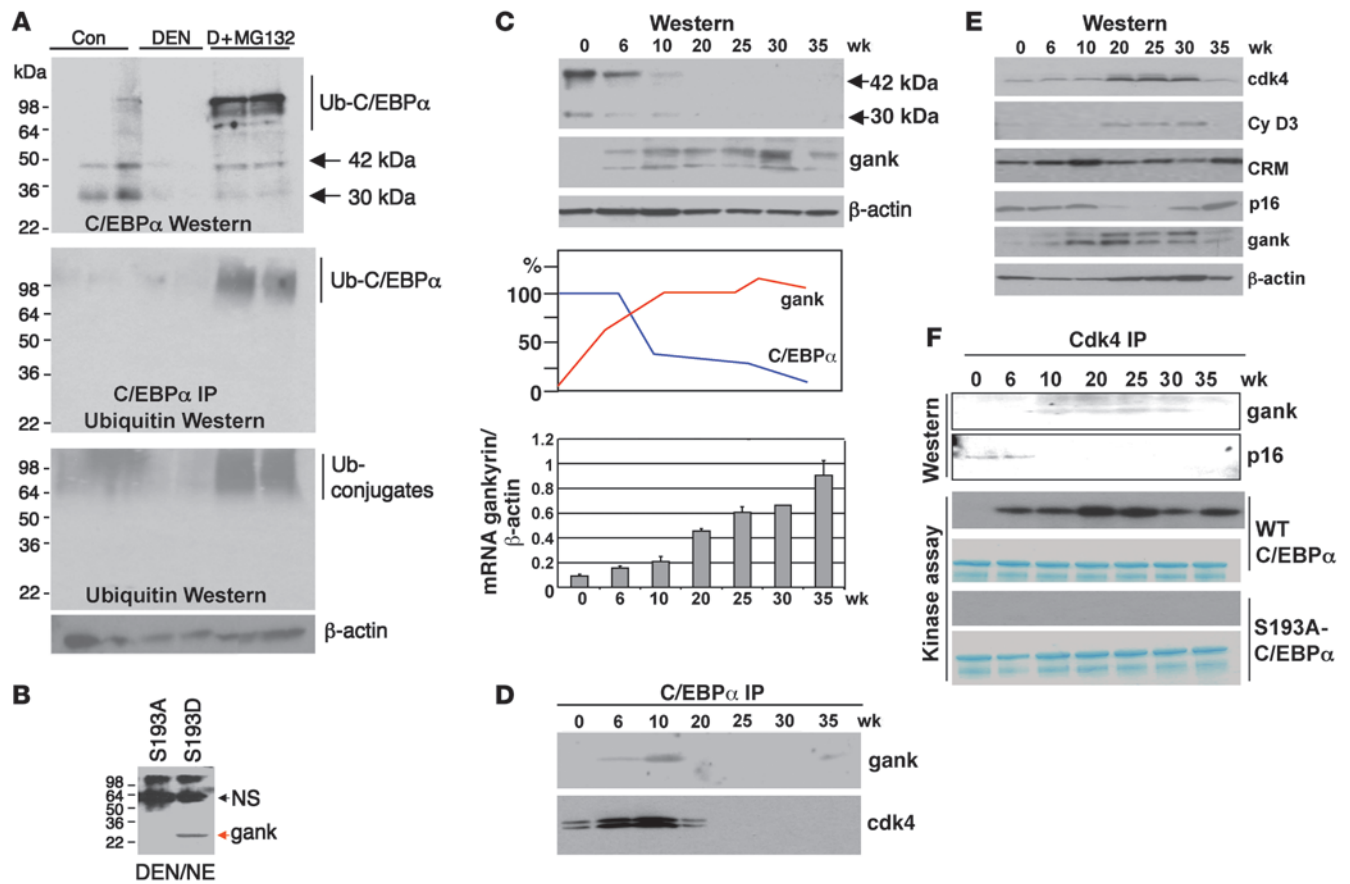 A
Con DEN D+MG132
kDa
98
64
50
36
22
Ub-C/EBPα
42 kDa
30 kDa
C/EBPα Western
98
64
50
36
22
Ub-C/EBPα
C/EBPα IP
Ubiquitin Western
98
64
50
36
22
Ub-
conjugates
Ubiquitin Western
β-actin
B
S193A
S193D
98
64
50
36
22
NS
gank
DEN/NE
C
Western
0 6 10 20 25 30 35 wk
42 kDa
30 kDa
gank
β-actin
%
100
50
0
gank
C/EBPα
mRNA gankyrin/
β-actin
1.2
1
0.8
0.6
0.4
0.2
0
0 6 10 20 25 30 35 wk
D
C/EBPα IP
0 6 10 20 25 30 35 wk
gank
cdk4
E
Western
0 6 10 20 25 30 35 wk
cdk4
Cy D3
CRM
p16
gank
β-actin
F
Cdk4 IP
0 6 10 20 25 30 35 wk
Western
gank
p16
Kinase assay
WT
C/EBPα
S193A-
C/EBPα